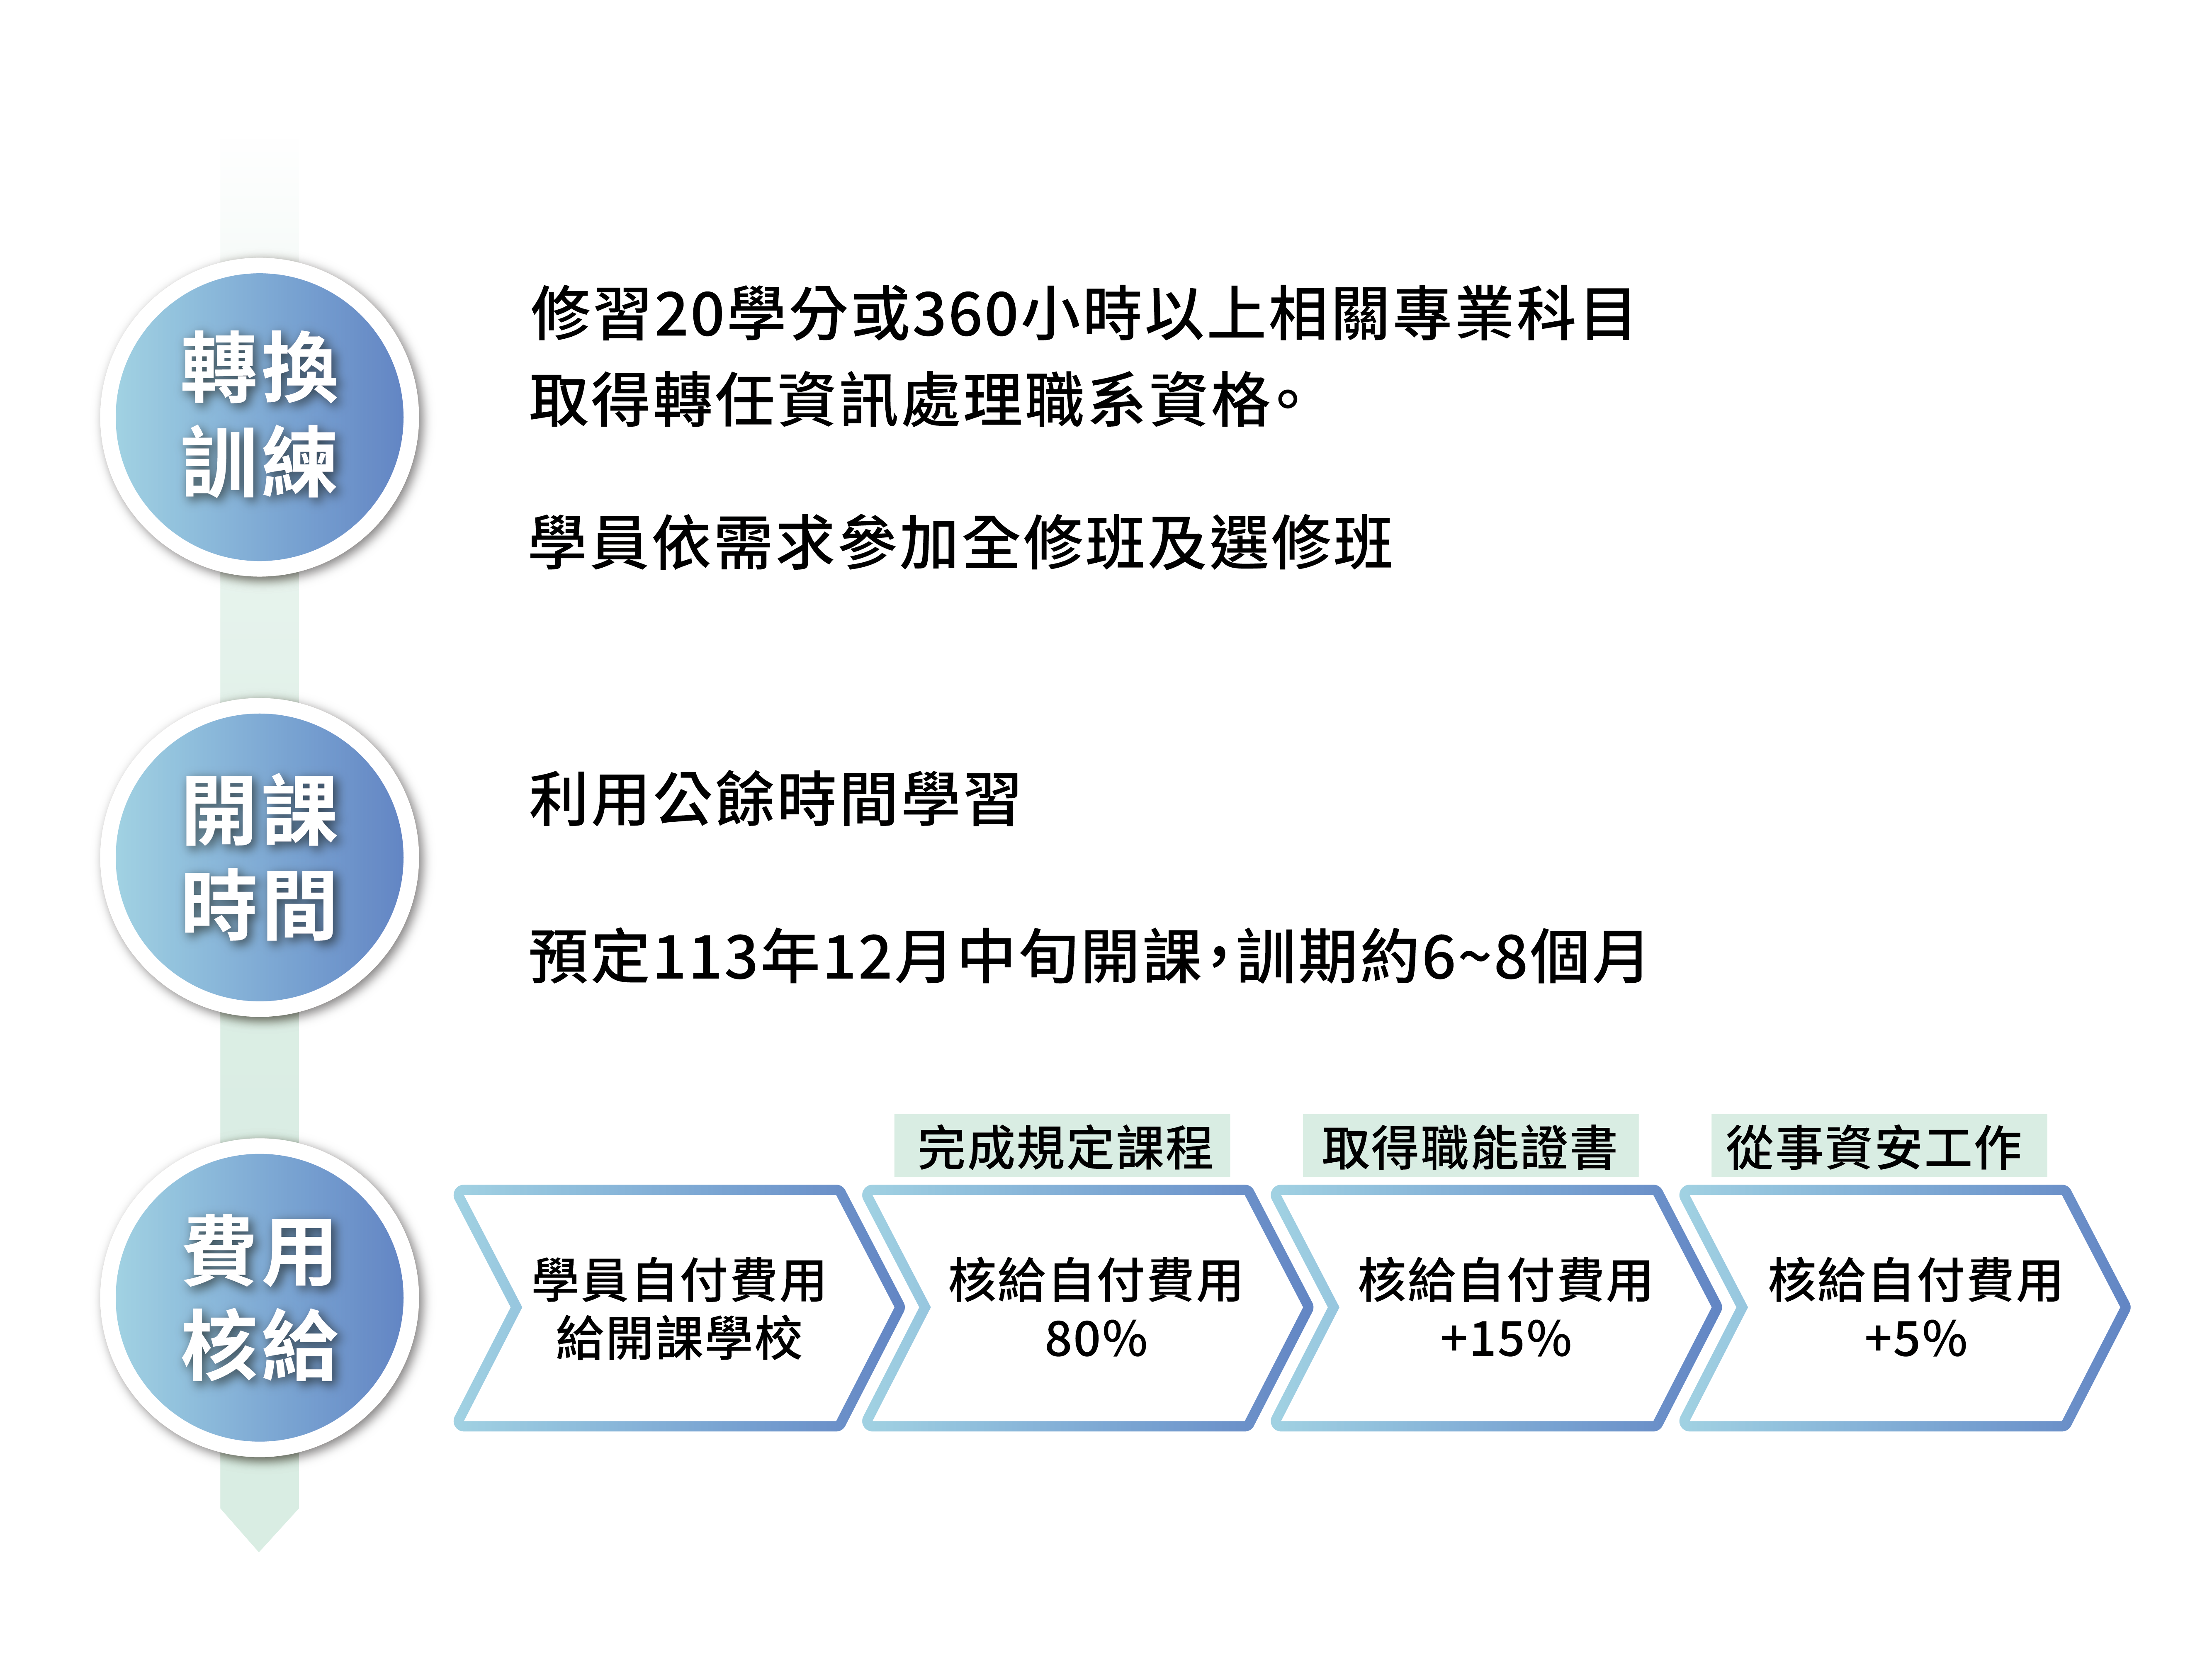 轉換
訓練
修習20學分或360小時以上相關專業科目
取得轉任資訊處理職系資格。
學員依需求參加全修班及選修班
開課
時間
利用公餘時間學習
預定113年12月中旬開課,訓期約6~8個月
費用
核給
學員自付費用
給開課學校
完成規定課程
核給自付費用
80%
取得職能證書
核給自付費用
+15%
從事資安工作
核給自付費用
+5%